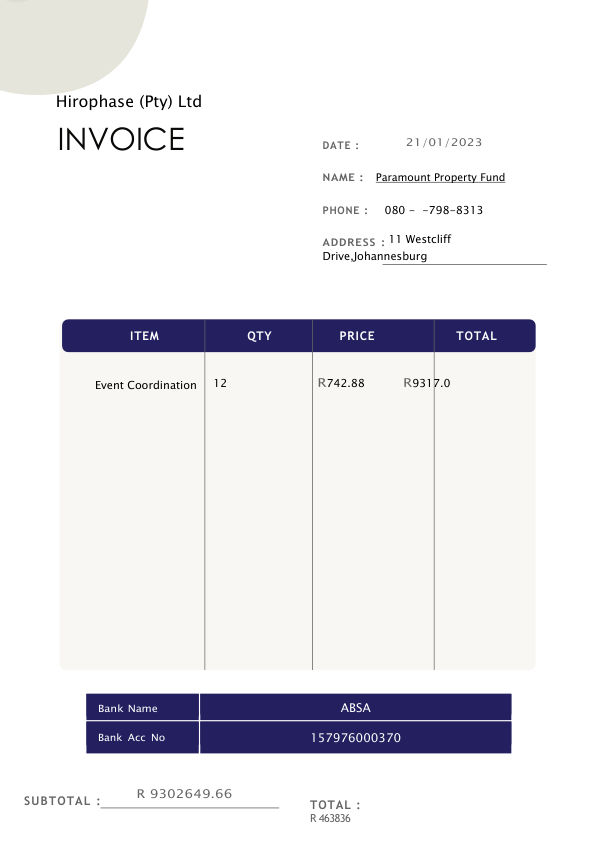 Hirophase (Pty) Ltd
INVOICE
DATE : 21/01/2023
NAME : Paramount Property Fund
PHONE : 080 - -798-8313
ADDRESS : 11 Westcliff
Drive,Johannesburg
ITEM QTY PRICE TOTAL
Event Coordination 12 R742.88 R9317.0
Bank Name ABSA
Bank Acc No 157976000370
SUBTOTAL : R 9302649.66
TOTAL :
R 463836